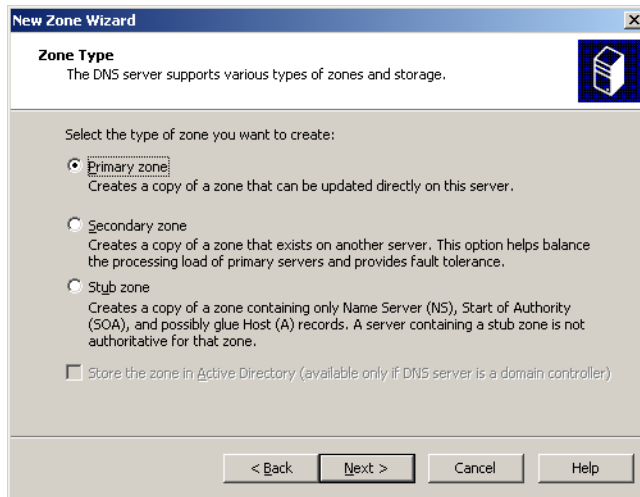 New Zone Wizard
Zone Type
The DNS server supports various types of zones and storage.
Select the type of zone you want to create:
Primary zone
Creates a copy of a zone that can be updated directly on this server.
Secondary zone
Creates a copy of a zone that exists on another server. This option helps balance
the processing load of primary servers and provides fault tolerance.
Stub zone
Creates a copy of a zone containing only Name Server (NS), Start of Authority
(SOA), and possibly glue Host (A) records. A server containing a stub zone is not
authoritative for that zone.
Store the zone in Active Directory (available only if DNS server is a domain controller)
< Back Next > Cancel Help